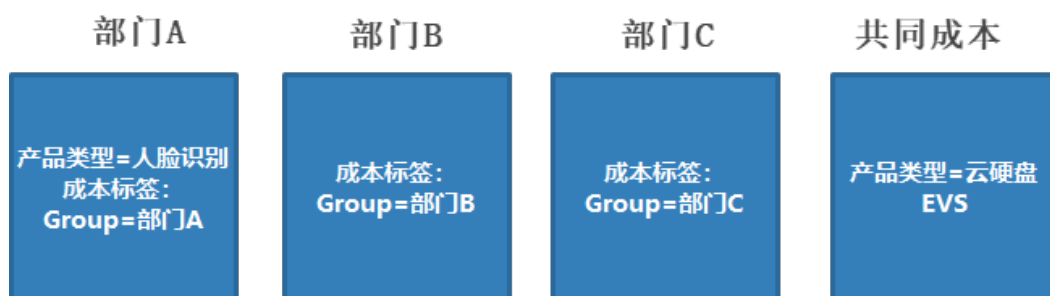 部门A
部门B
部门C
共同成本
产品类型=人脸识别
成本标签：
Group=部门A
成本标签：
Group=部门B
成本标签：
Group=部门C
产品类型=云硬盘
EVS